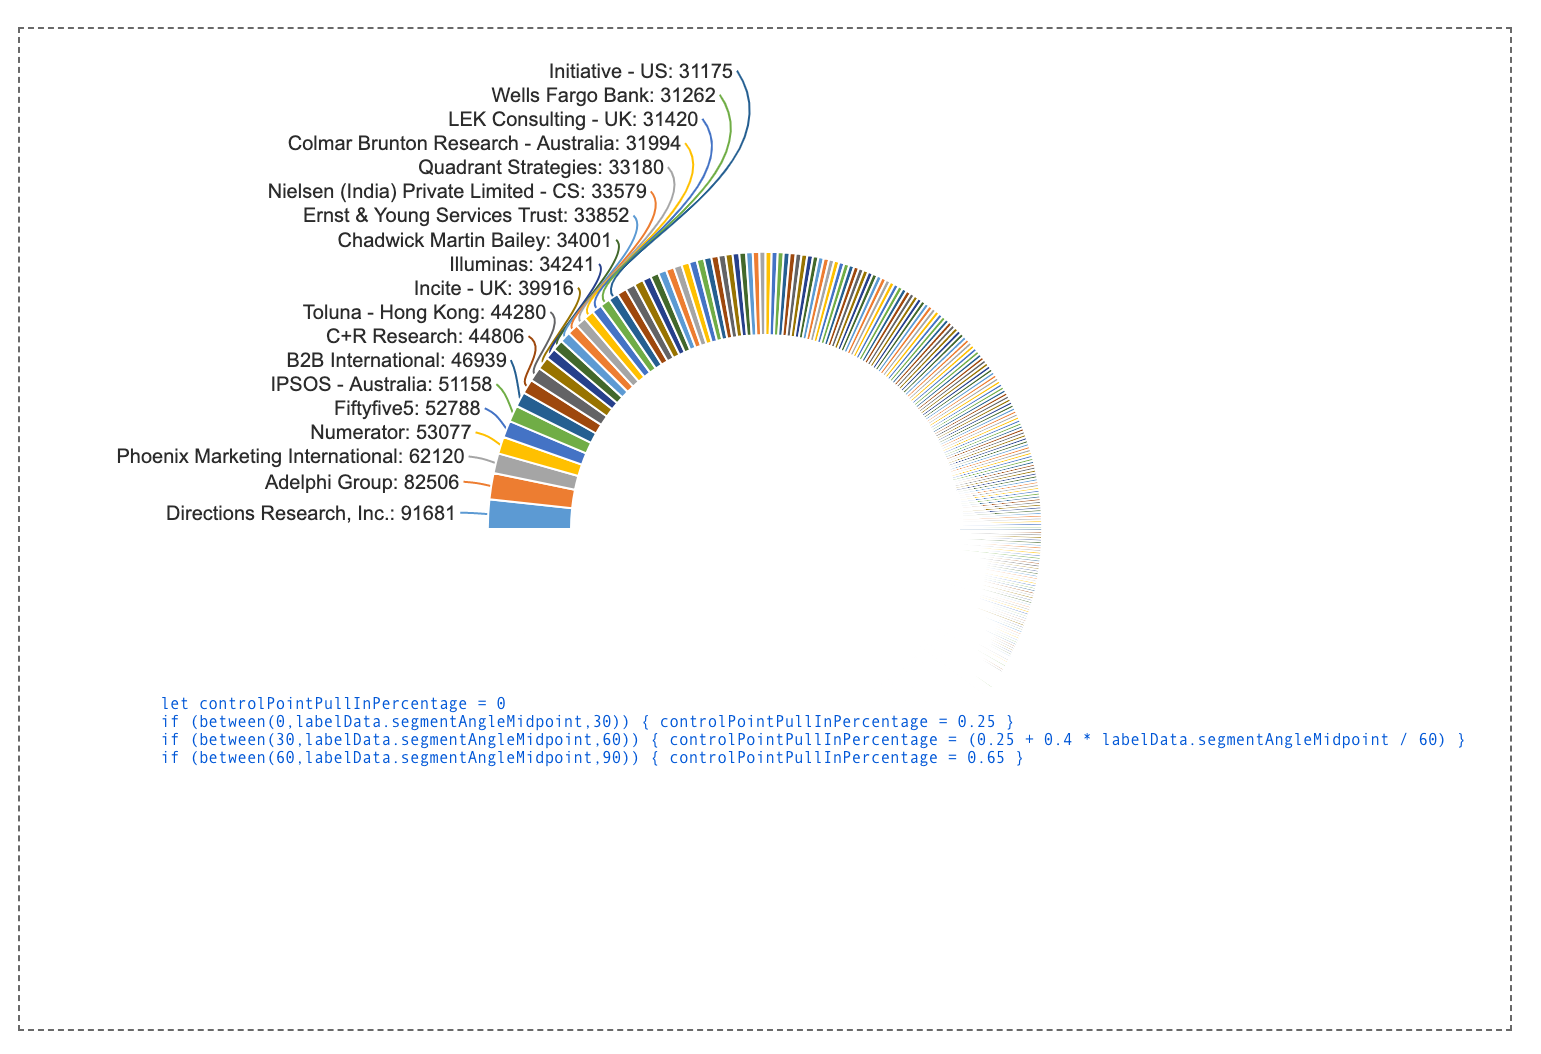 Initiative - US: 31175
Wells Fargo Bank: 31262
LEK Consulting - UK: 31420
Colmar Brunton Research - Australia: 31994
Quadrant Strategies: 33180
Nielsen (India) Private Limited - CS: 33579
Ernst & Young Services Trust: 33852
Chadwick Martin Bailey: 34001
Illuminas: 34241
Incite - UK: 39916
Toluna - Hong Kong: 44280
C+R Research: 44806
B2B International: 46939
IPSOS - Australia: 51158
Fiftyfive5: 52788
Numerator: 53077
Phoenix Marketing International: 62120
Adelphi Group: 82506
Directions Research, Inc.: 91681
let controlPointPullInPercentage = 0
if (between(0,labelData.segmentAngleMidpoint,30)) { controlPointPullInPercentage = 0.25 }
if (between(30,labelData.segmentAngleMidpoint,60)) { controlPointPullInPercentage = (0.25 + 0.4 * labelData.segmentAngleMidpoint / 60) }
if (between(60,labelData.segmentAngleMidpoint,90)) { controlPointPullInPercentage = 0.65 }